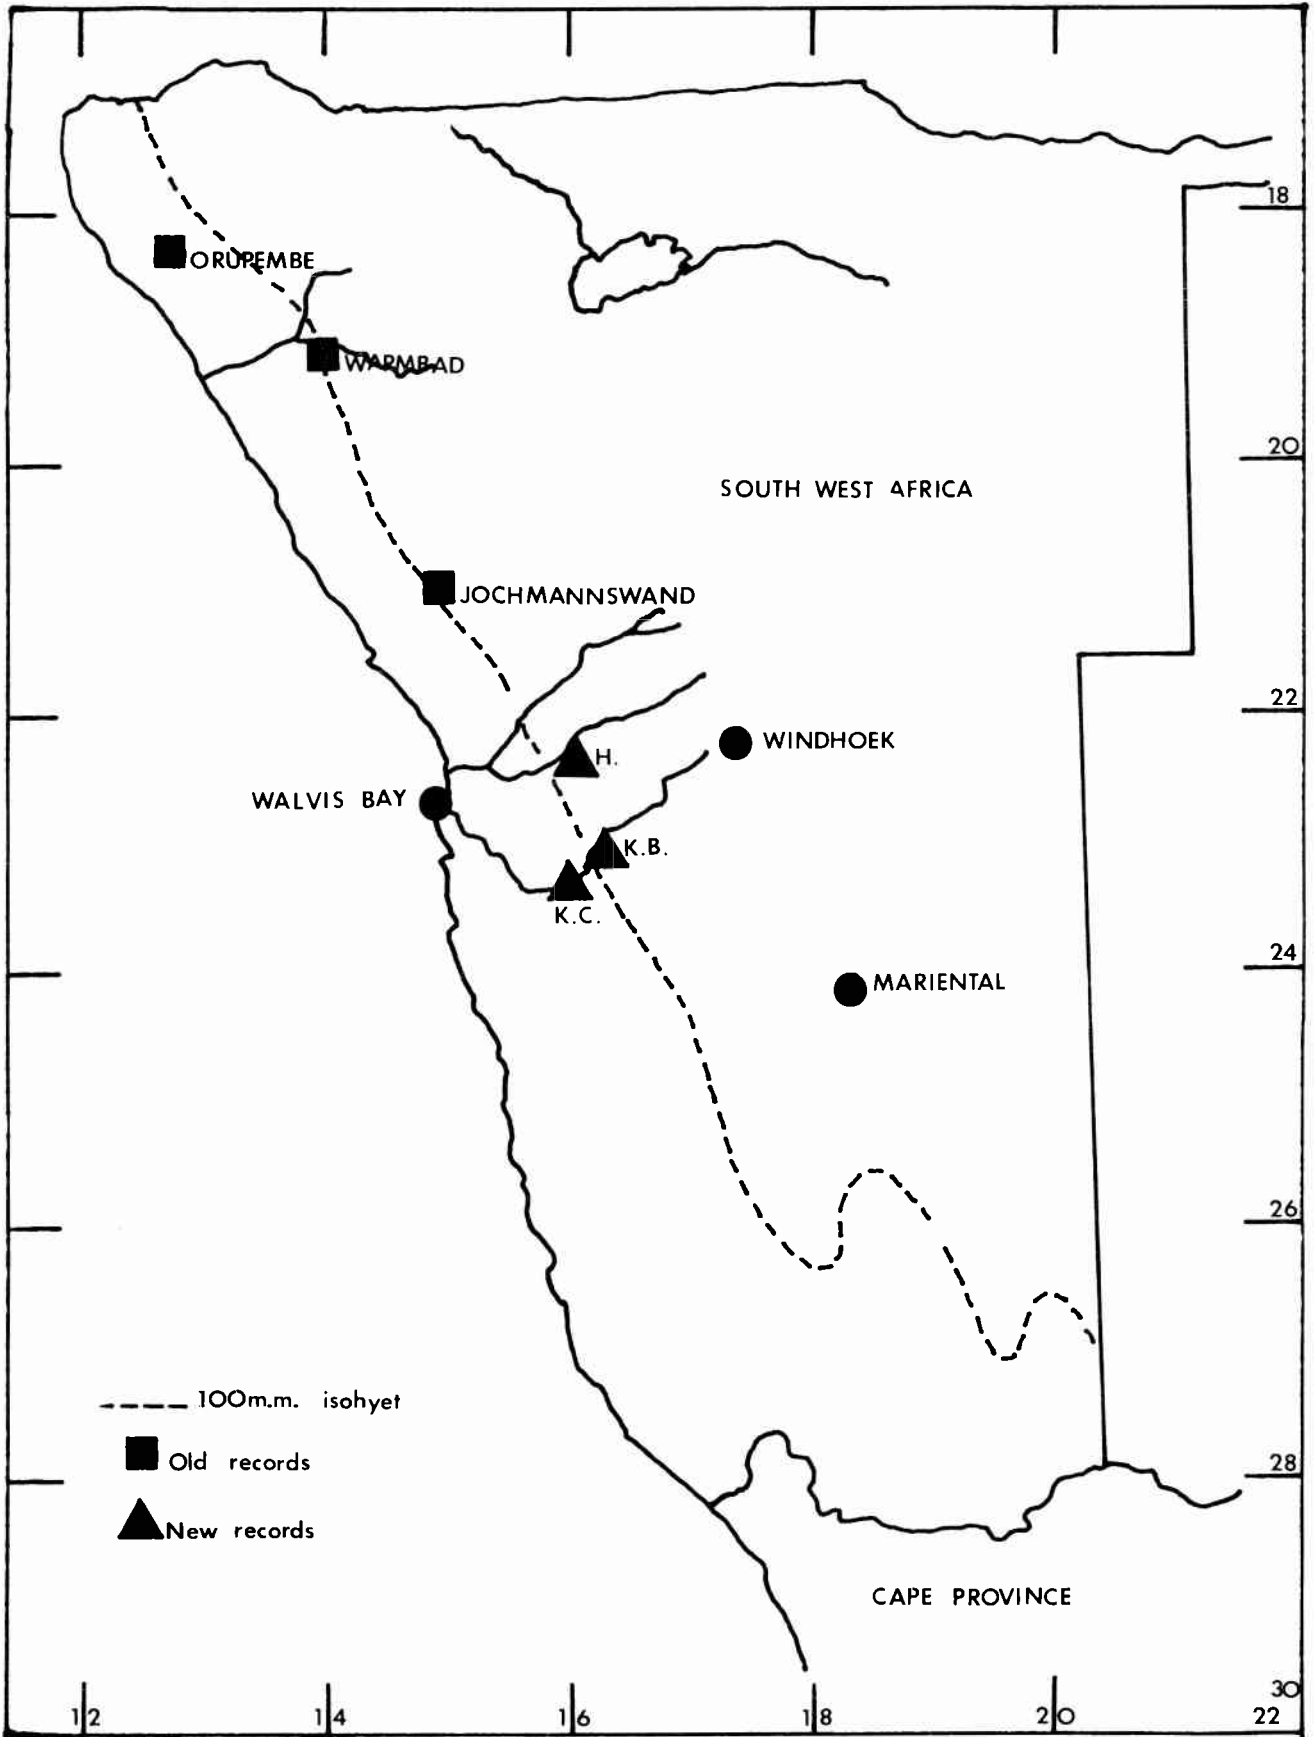 18
ORUPEMBE
WARMBAD
20
SOUTH WEST AFRICA
JOCHMANNSWAND
22
WINDHOEK
H.
WALVIS BAY
K.B.
K.C.
24
MARIENTAL
26
100m.m. isohyet
Old records
28
New records
CAPE PROVINCE
30
12 14 16 18 20 22